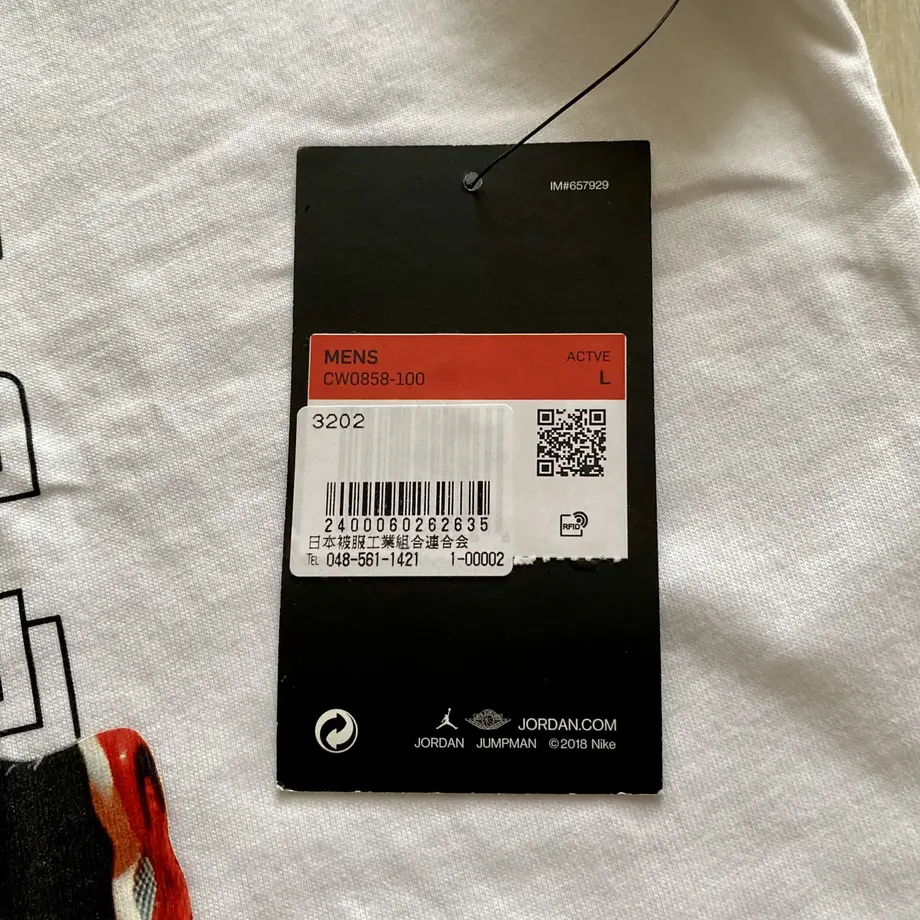 IM#657929
MENS
ACTVE
CW0858-100
L
3202
2400060262635
日本被服工業組合連合会
TEL 048-561-1421 1-00002
RFID
JORDAN.COM
JORDAN JUMPMAN ©2018 Nike